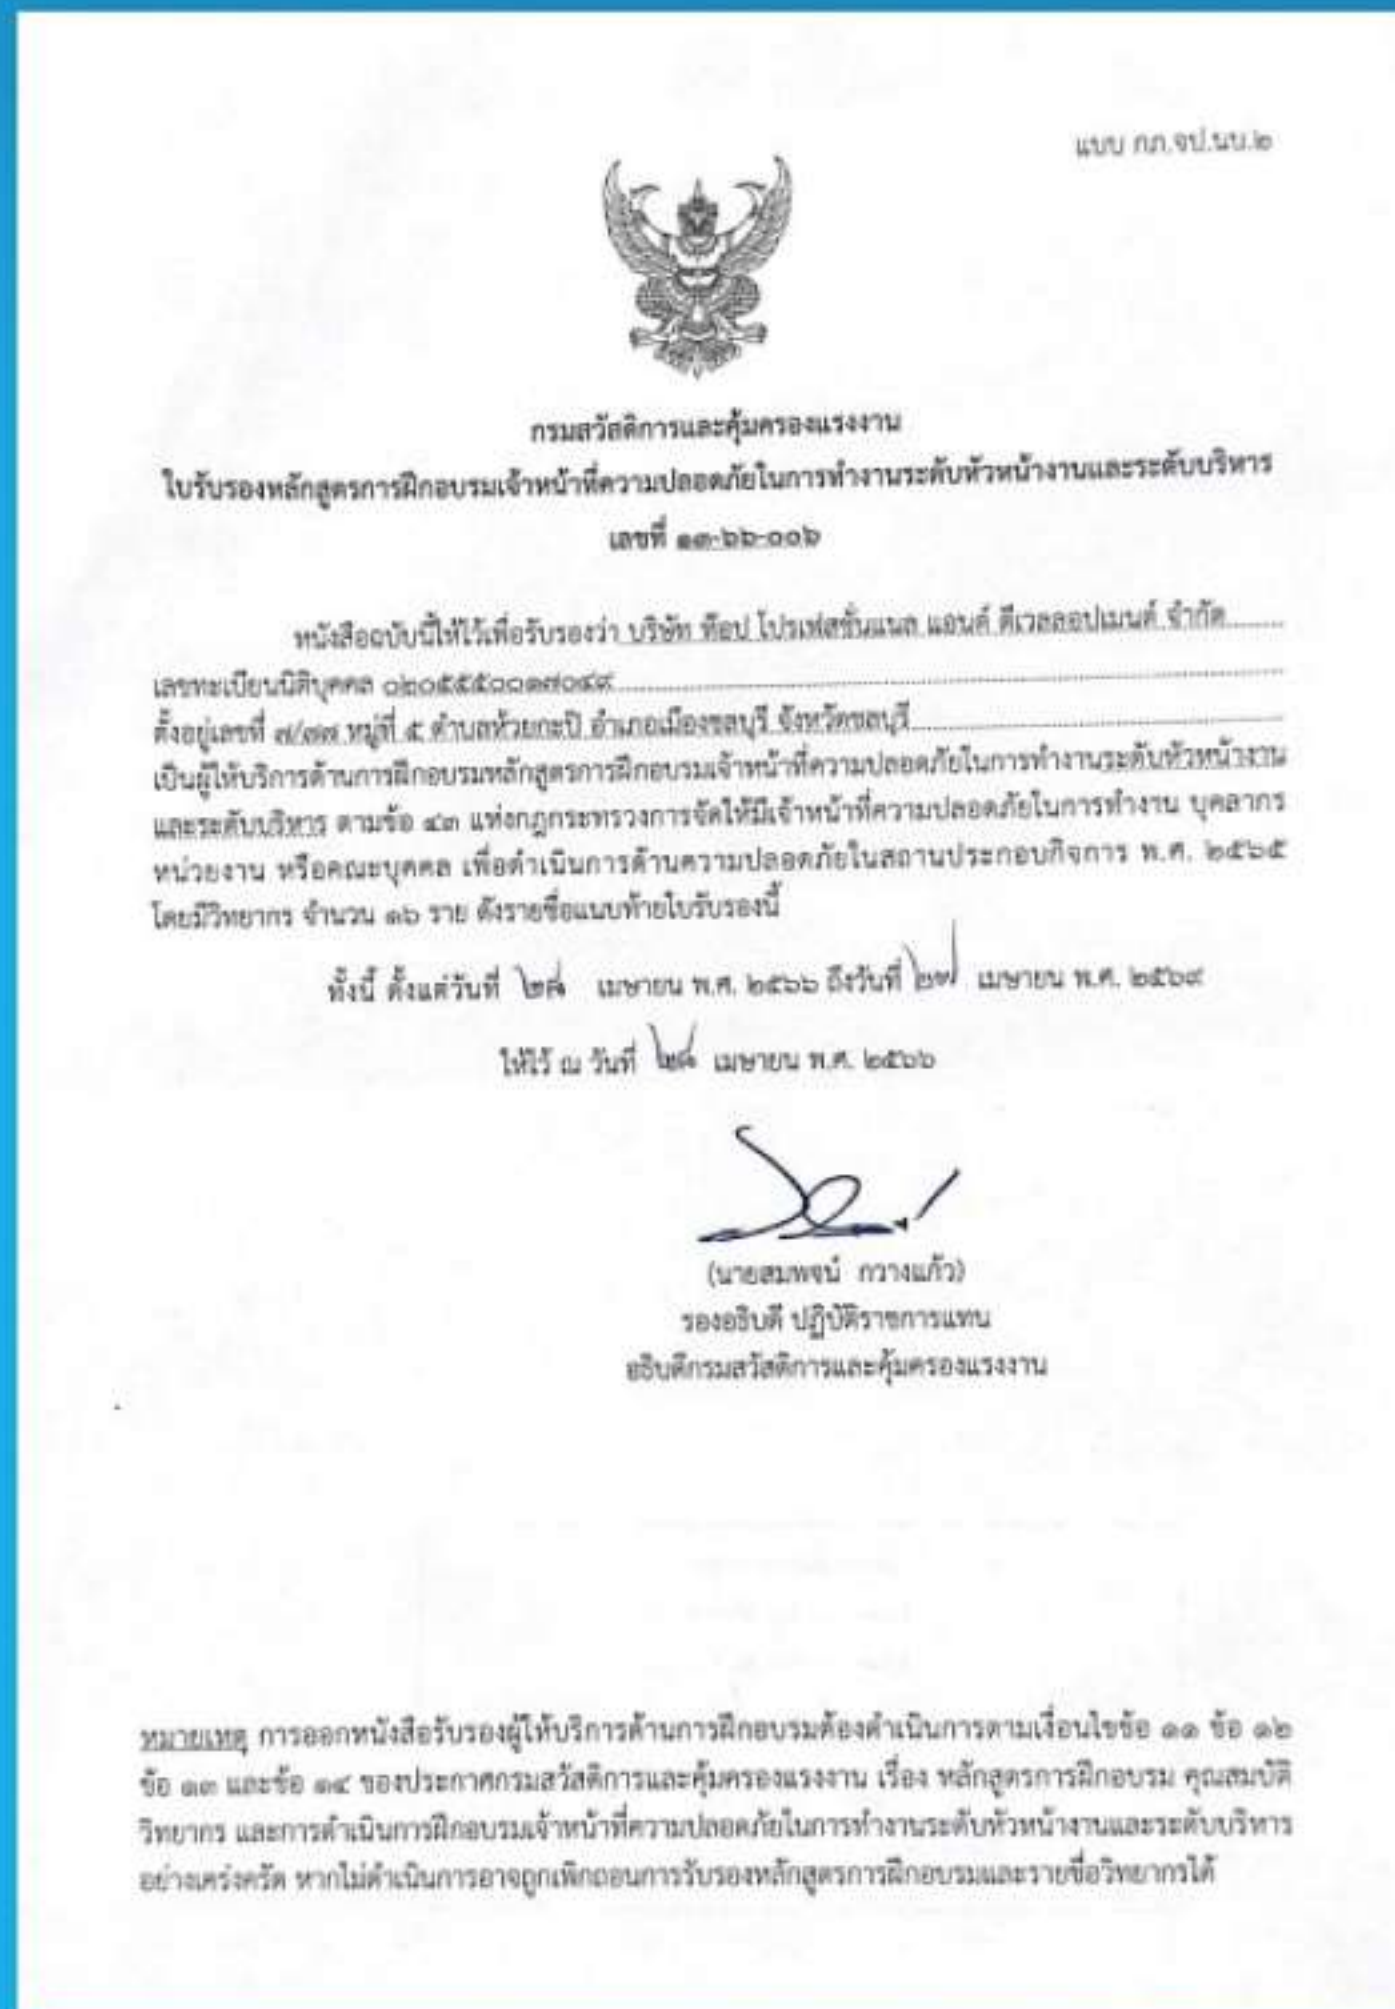 แบบ กภ.จป.นบ.๒
กรมสวัสดิการและคุ้มครองแรงงาน
ใบรับรองหลักสูตรการฝึกอบรมเจ้าหน้าที่ความปลอดภัยในการทำงานระดับหัวหน้างานและระดับบริหาร
เลขที่ ๑๓-๖๖-๐๐๖
หนังสือฉบับนี้ให้ไว้เพื่อรับรองว่า บริษัท ท๊อป โปรเฟสชั่นแนล แอนด์ ดีเวลลอปเมนต์ จำกัด
เลขทะเบียนนิติบุคคล ๐๒๐๕๕๕๐๐๑๗๐๔๙
ตั้งอยู่เลขที่ ๗/๗๗ หมู่ที่ ๕ ตำบลห้วยกะปิ อำเภอเมืองชลบุรี จังหวัดชลบุรี
เป็นผู้ให้บริการด้านการฝึกอบรมหลักสูตรการฝึกอบรมเจ้าหน้าที่ความปลอดภัยในการทำงานระดับหัวหน้างาน
และระดับบริหาร ตามข้อ ๔๓ แห่งกฎกระทรวงการจัดให้มีเจ้าหน้าที่ความปลอดภัยในการทำงาน บุคลากร
หน่วยงาน หรือคณะบุคคล เพื่อดำเนินการด้านความปลอดภัยในสถานประกอบกิจการ พ.ศ. ๒๕๖๕
โดยมีวิทยากร จำนวน ๑๖ ราย ดังรายชื่อแนบท้ายใบรับรองนี้
ทั้งนี้ ตั้งแต่วันที่ ๒๘ เมษายน พ.ศ. ๒๕๖๖ ถึงวันที่ ๒๗ เมษายน พ.ศ. ๒๕๖๙
ให้ไว้ ณ วันที่ ๒๘ เมษายน พ.ศ. ๒๕๖๖
(นายสมพจน์ กวางแก้ว)
รองอธิบดี ปฏิบัติราชการแทน
อธิบดีกรมสวัสดิการและคุ้มครองแรงงาน
หมายเหตุ การออกหนังสือรับรองผู้ให้บริการด้านการฝึกอบรมต้องดำเนินการตามเงื่อนไขข้อ ๑๑ ข้อ ๑๒
ข้อ ๑๓ และข้อ ๑๔ ของประกาศกรมสวัสดิการและคุ้มครองแรงงาน เรื่อง หลักสูตรการฝึกอบรม คุณสมบัติ
วิทยากร และการดำเนินการฝึกอบรมเจ้าหน้าที่ความปลอดภัยในการทำงานระดับหัวหน้างานและระดับบริหาร
อย่างเคร่งครัด หากไม่ดำเนินการอาจถูกเพิกถอนการรับรองหลักสูตรการฝึกอบรมและรายชื่อวิทยากรได้